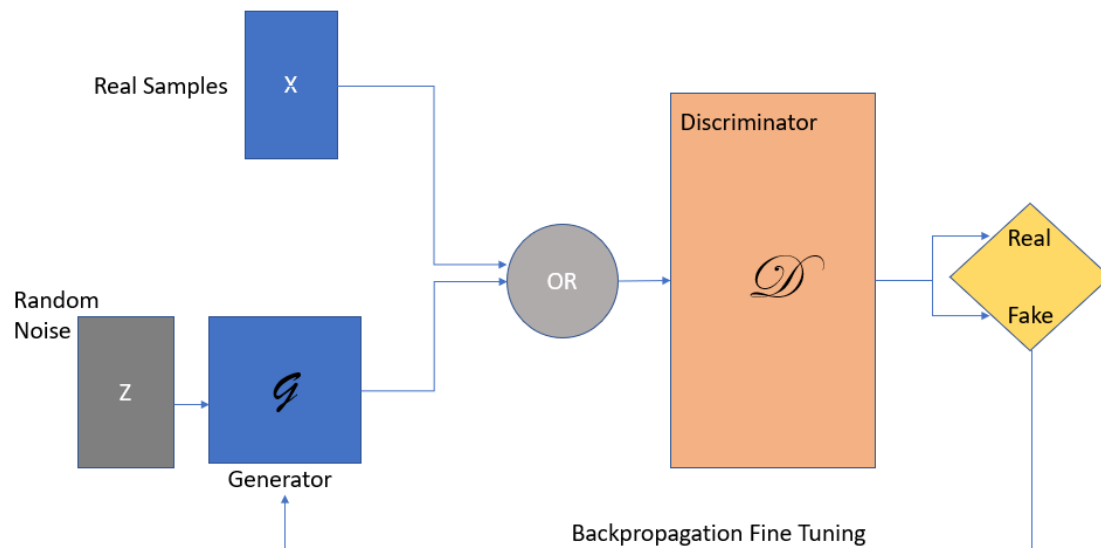 Real Samples
X
Discriminator
Real
OR
𝒟
Random
Noise
Fake
Z
𝒢
Generator
Backpropagation Fine Tuning